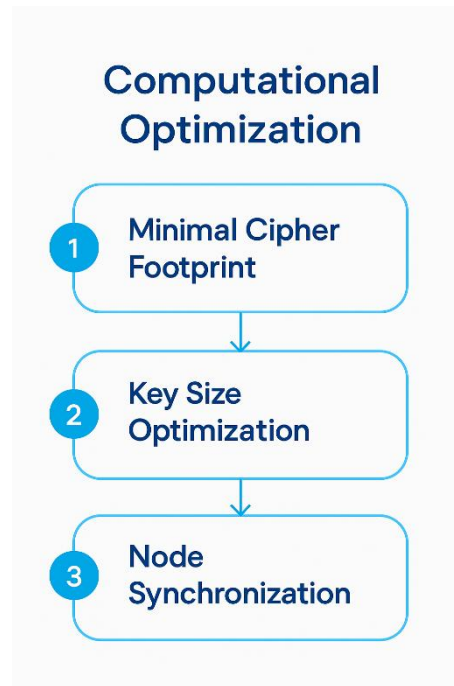 Computational
Optimization
1
Minimal Cipher
Footprint
2
Key Size
Optimization
3
Node
Synchronization